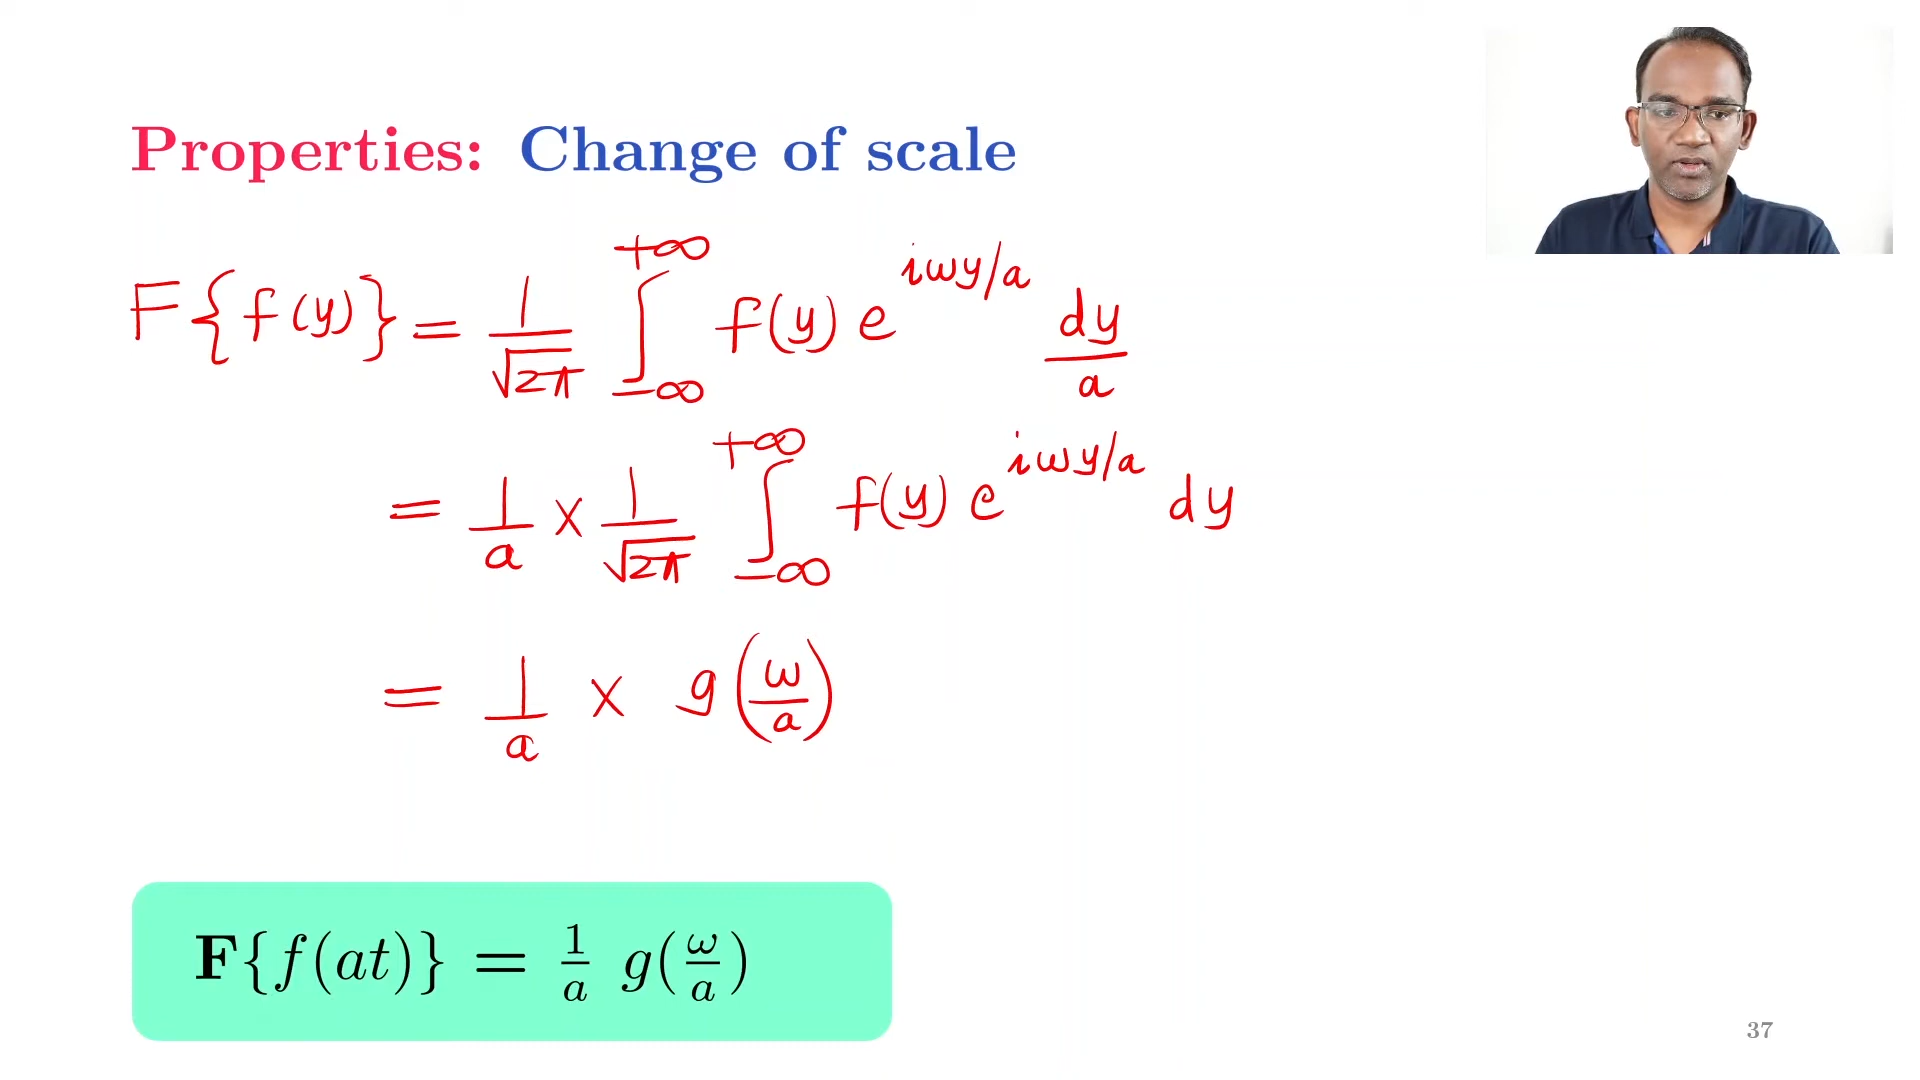 Properties: Change of scale
F{f(y)} = 1/√2π ∫_{-∞}^{+∞} f(y) e^{iωy/a} dy/a
= 1/a × 1/√2π ∫_{-∞}^{+∞} f(y) e^{iωy/a} dy
= 1/a × g(ω/a)
F{f(at)} = 1/a g(ω/a)
37